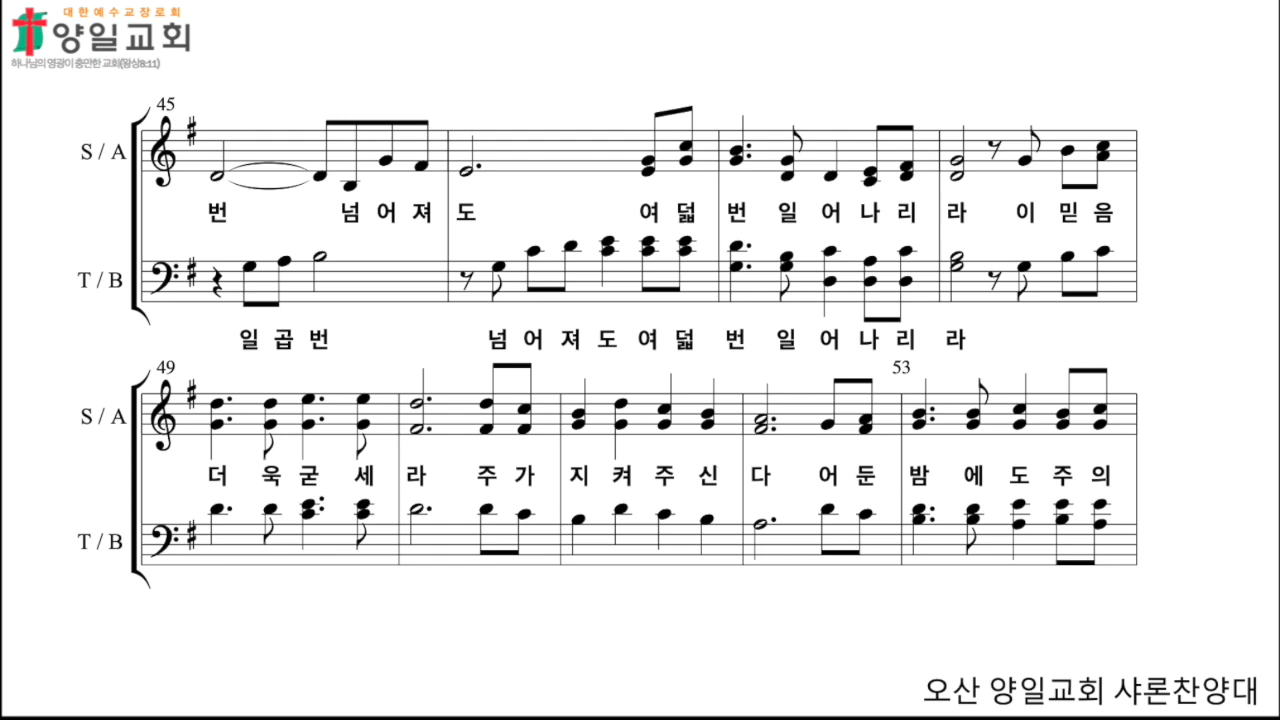 대한예수교장로회
양일교회
하나님의 영광이 충만한 교회(왕상8:11)
45
S / A
번 넘 어 져 도 여 덟 번 일 어 나 리 라 이 믿 음
T / B
일 곱 번 넘 어 져 도 여 덟 번 일 어 나 리 라
49 53
S / A
더 욱 굳 세 라 주 가 지 켜 주 신 다 어 둔 밤 에 도 주 의
T / B
오산 양일교회 샤론찬양대